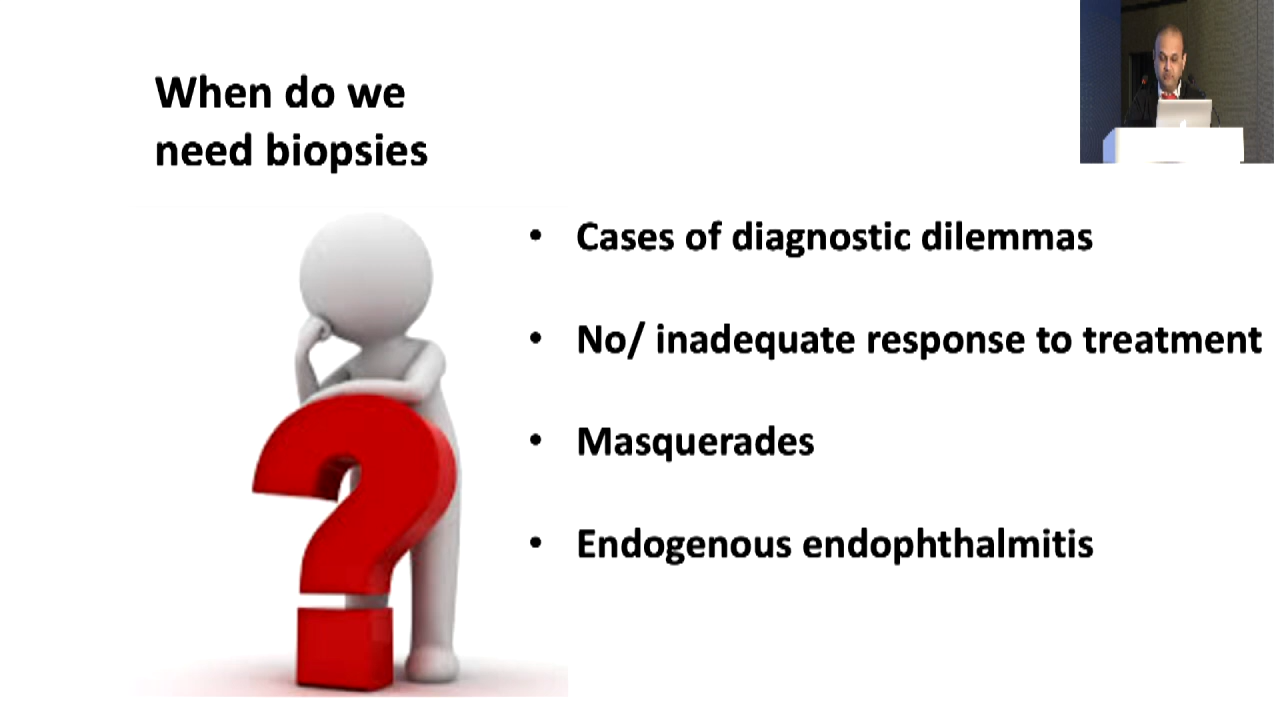 When do we
need biopsies
• Cases of diagnostic dilemmas
• No/ inadequate response to treatment
• Masquerades
• Endogenous endophthalmitis